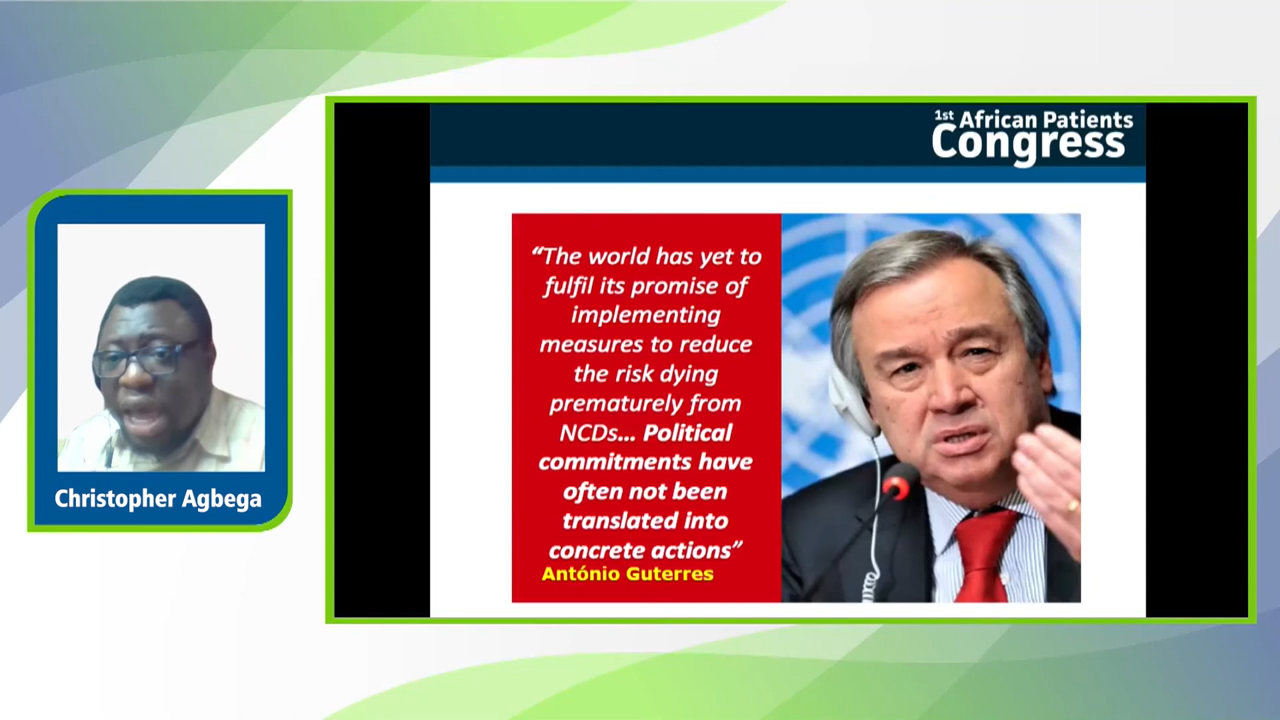 1st African Patients
Congress
“The world has yet to
fulfil its promise of
implementing
measures to reduce
the risk dying
prematurely from
NCDs... Political
commitments have
often not been
translated into
concrete actions”
António Guterres
Christopher Agbega